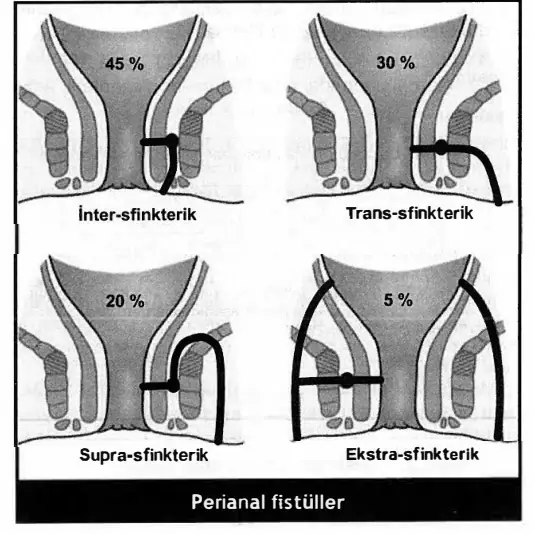 45 %
30 %
İnter-sfinkterik
Trans-sfinkterik
20 %
5 %
Supra-sfinkterik
Ekstra-sfinkterik
Perianal fistüller